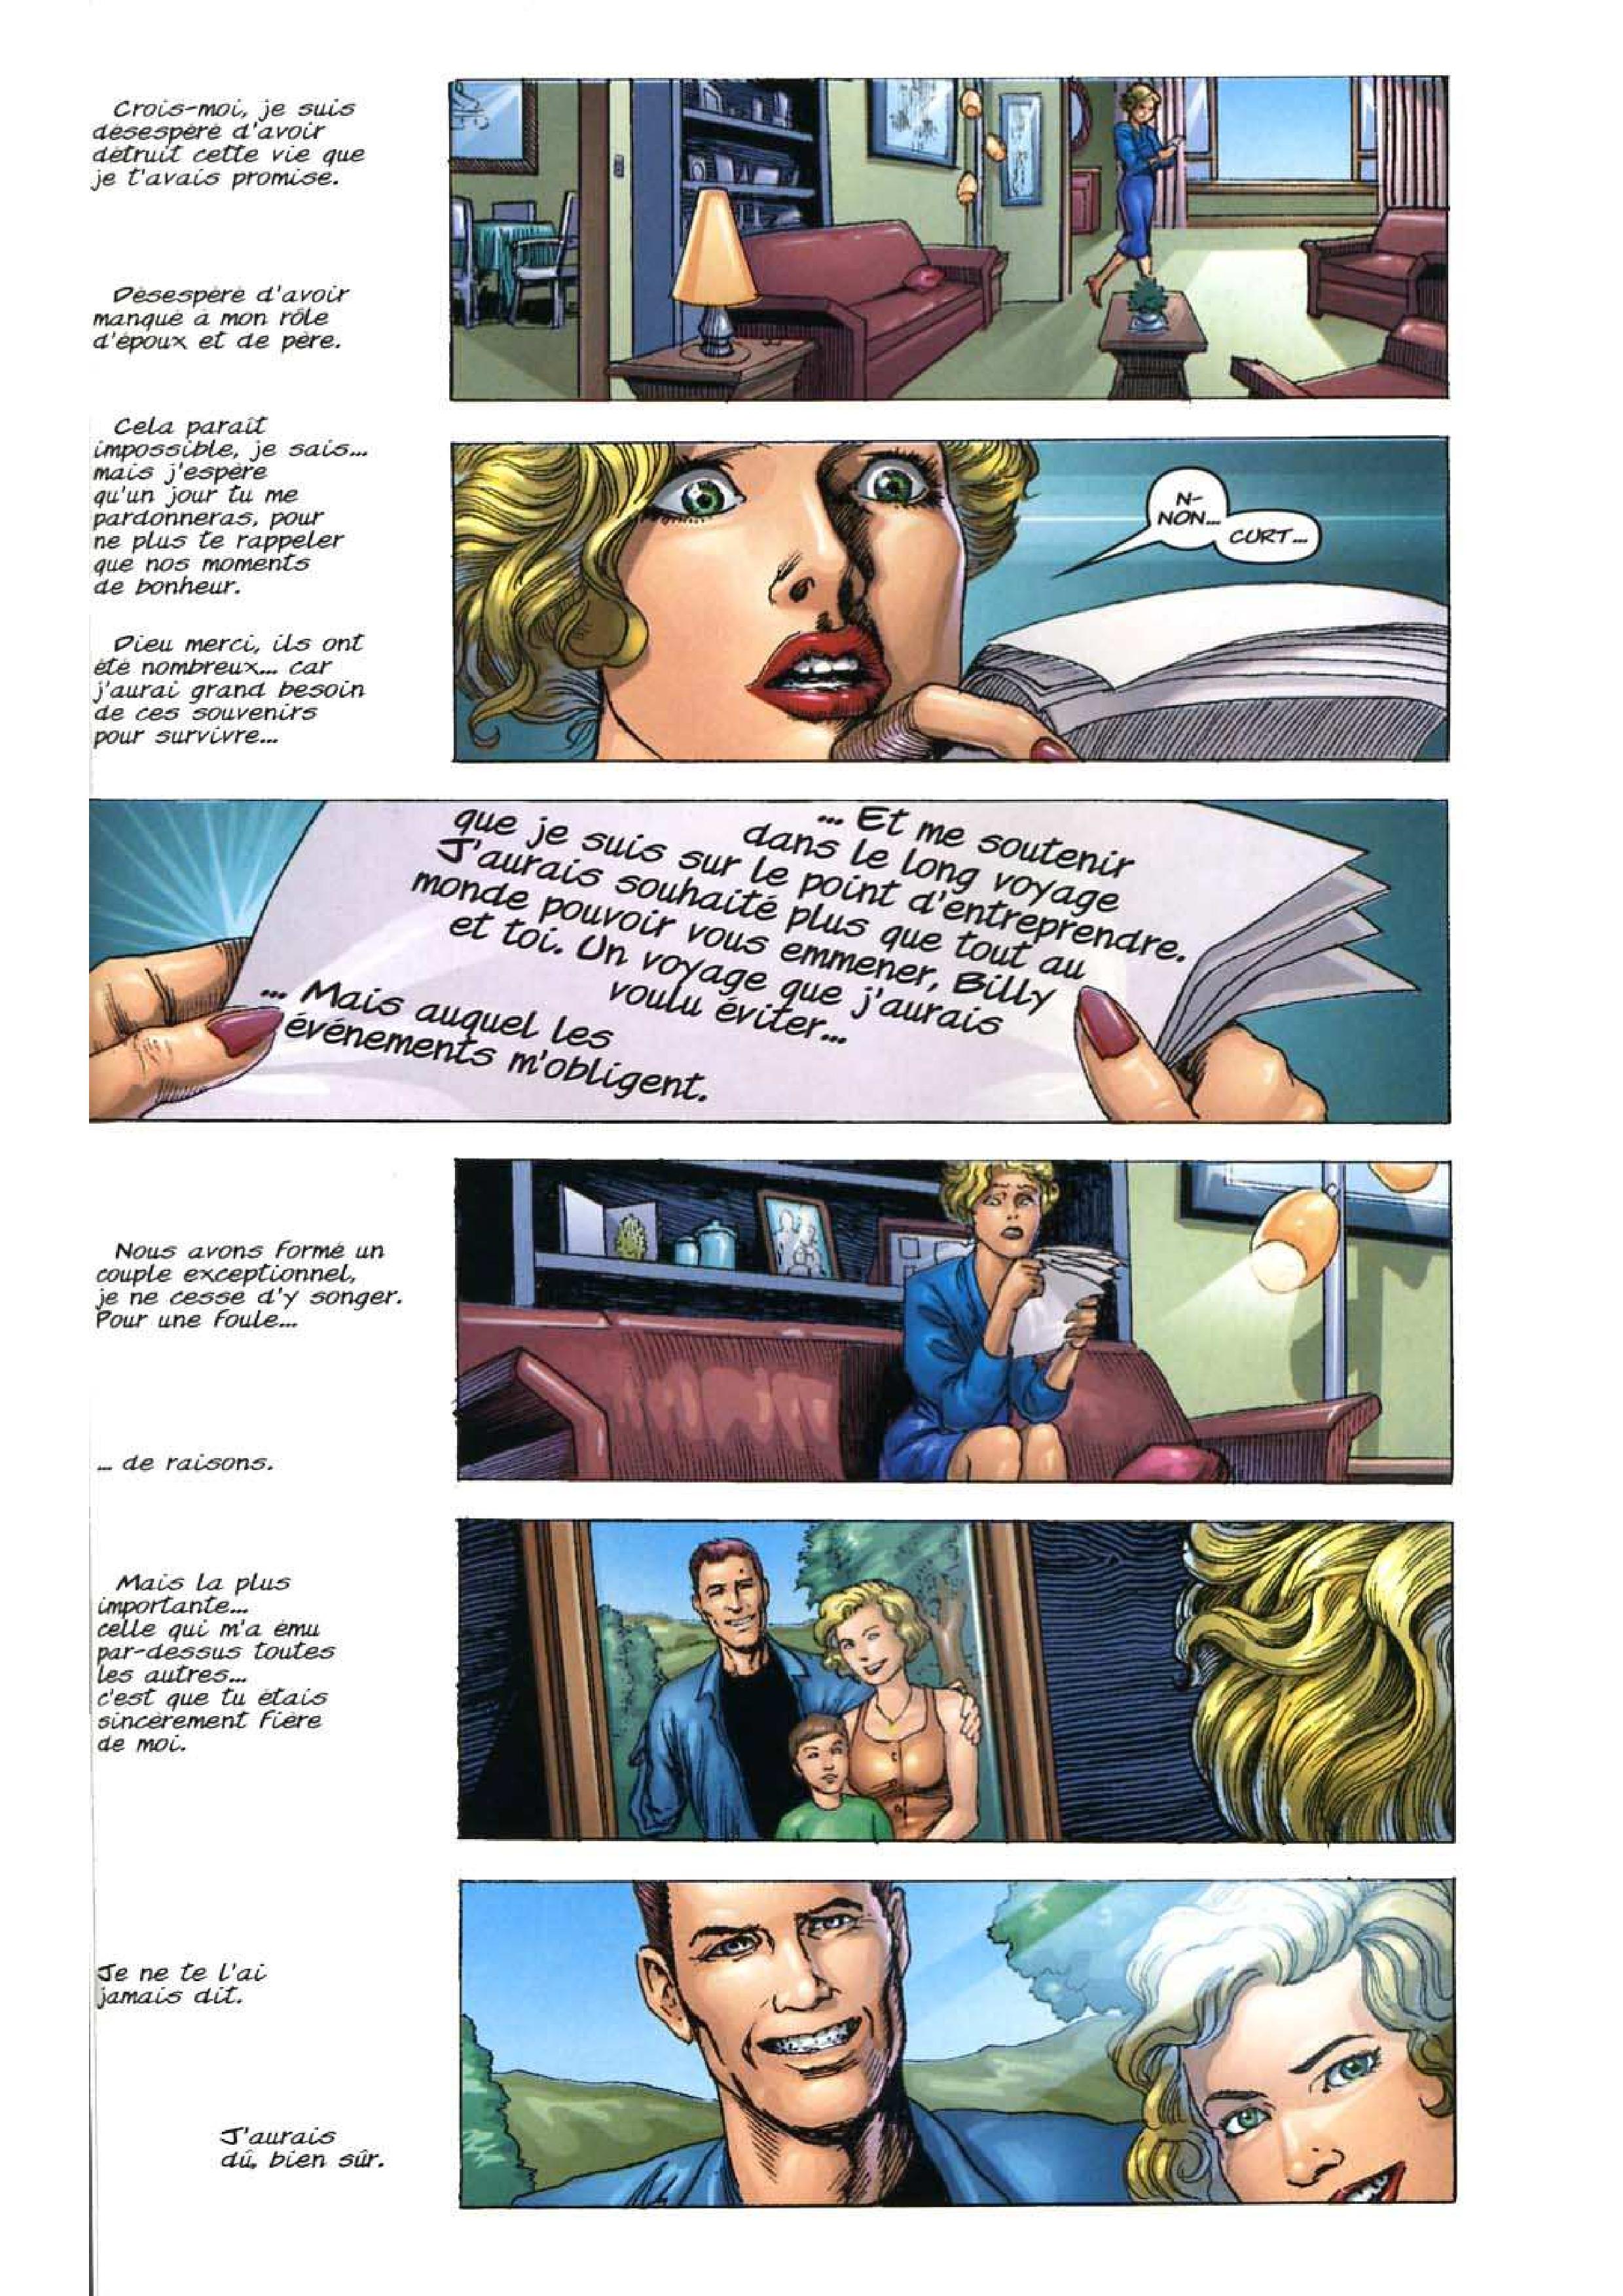 Crois-moi, je suis
désespéré d'avoir
détruit cette vie que
je t'avais promise.
Désespéré d'avoir
manqué à mon rôle
d'époux et de père.
Cela paraît
impossible, je sais...
mais j'espère
qu'un jour tu me
pardonneras, pour
ne plus te rappeler
que nos moments
de bonheur.
Dieu merci, ils ont
été nombreux... car
j'aurai grand besoin
de ces souvenirs
pour survivre...
N-
NON...
CURT...
... Et me soutenir
dans le long voyage
que je suis sur le point d'entreprendre.
J'aurais souhaité plus que tout au
monde pouvoir vous emmener, Billy
et toi. Un voyage que j'aurais
voulu éviter...
... Mais auquel les
événements m'obligent.
Nous avons formé un
couple exceptionnel,
je ne cesse d'y songer.
Pour une foule...
... de raisons.
Mais la plus
importante...
celle qui m'a ému
par-dessus toutes
les autres...
c'est que tu étais
sincèrement fière
de moi.
Je ne te l'ai
jamais dit.
J'aurais
dû, bien sûr.